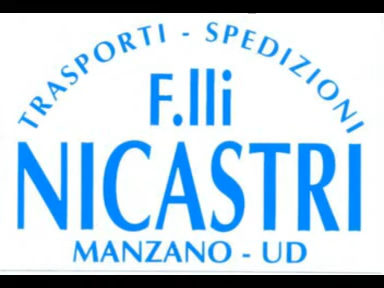 TRASPORTI - SPEDIZIONI
F.lli
NICASTRI
MANZANO - UD